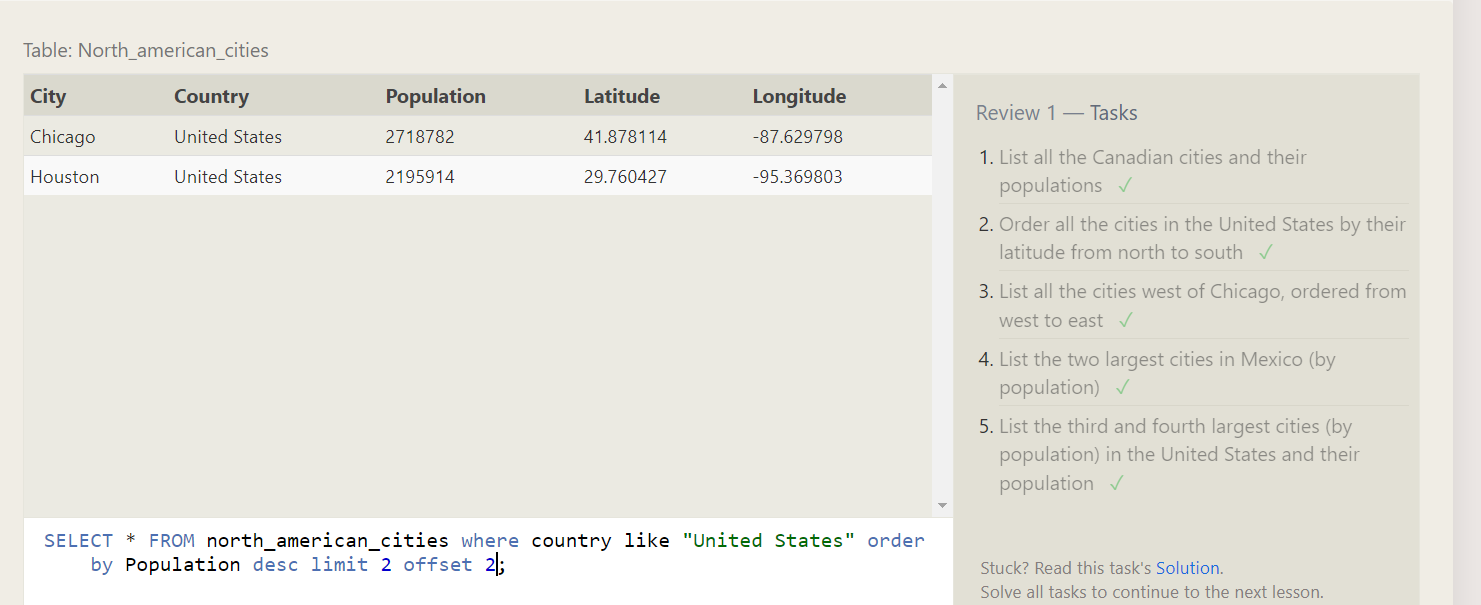 Table: North_american_cities
City Country Population Latitude Longitude
Chicago United States 2718782 41.878114 -87.629798
Houston United States 2195914 29.760427 -95.369803
SELECT * FROM north_american_cities where country like "United States" order
by Population desc limit 2 offset 2;
Review 1 — Tasks
1. List all the Canadian cities and their
populations ✓
2. Order all the cities in the United States by their
latitude from north to south ✓
3. List all the cities west of Chicago, ordered from
west to east ✓
4. List the two largest cities in Mexico (by
population) ✓
5. List the third and fourth largest cities (by
population) in the United States and their
population ✓
Stuck? Read this task's Solution.
Solve all tasks to continue to the next lesson.